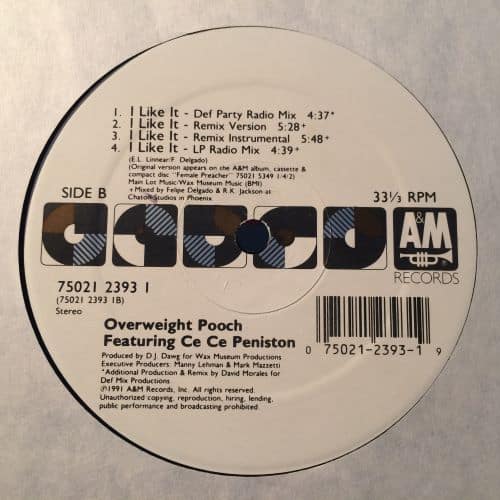 1. I Like It - Def Party Radio Mix 4:37*
2. I Like It - Remix Version 5:28+
3. I Like It - Remix Instrumental 5:48+
4. I Like It - LP Radio Mix 4:39+
(E.L. Linnear/F. Delgado)
(Original version appears on the A&M album, cassette &
compact disc "Female Preacher" 75021 5349 1/4/2)
Main Lot Music/Wax Museum Music (BMI)
+Mixed by Felipe Delgado & R.K. Jackson at
Chaton Studios in Phoenix
SIDE B
33⅓ RPM
A&M
RECORDS
75021 2393 1
(75021 2393 1B)
Stereo
Overweight Pooch
Featuring Ce Ce Peniston
0 75021-2393-1 9
Produced by D.J. Dawg for Wax Museum Productions
Executive Producers: Manny Lehman & Mark Mazzetti
*Additional Production & Remix by David Morales for
Def Mix Productions
℗1991 A&M Records, Inc. All rights reserved.
Unauthorized copying, reproduction, hiring, lending,
public performance and broadcasting prohibited.